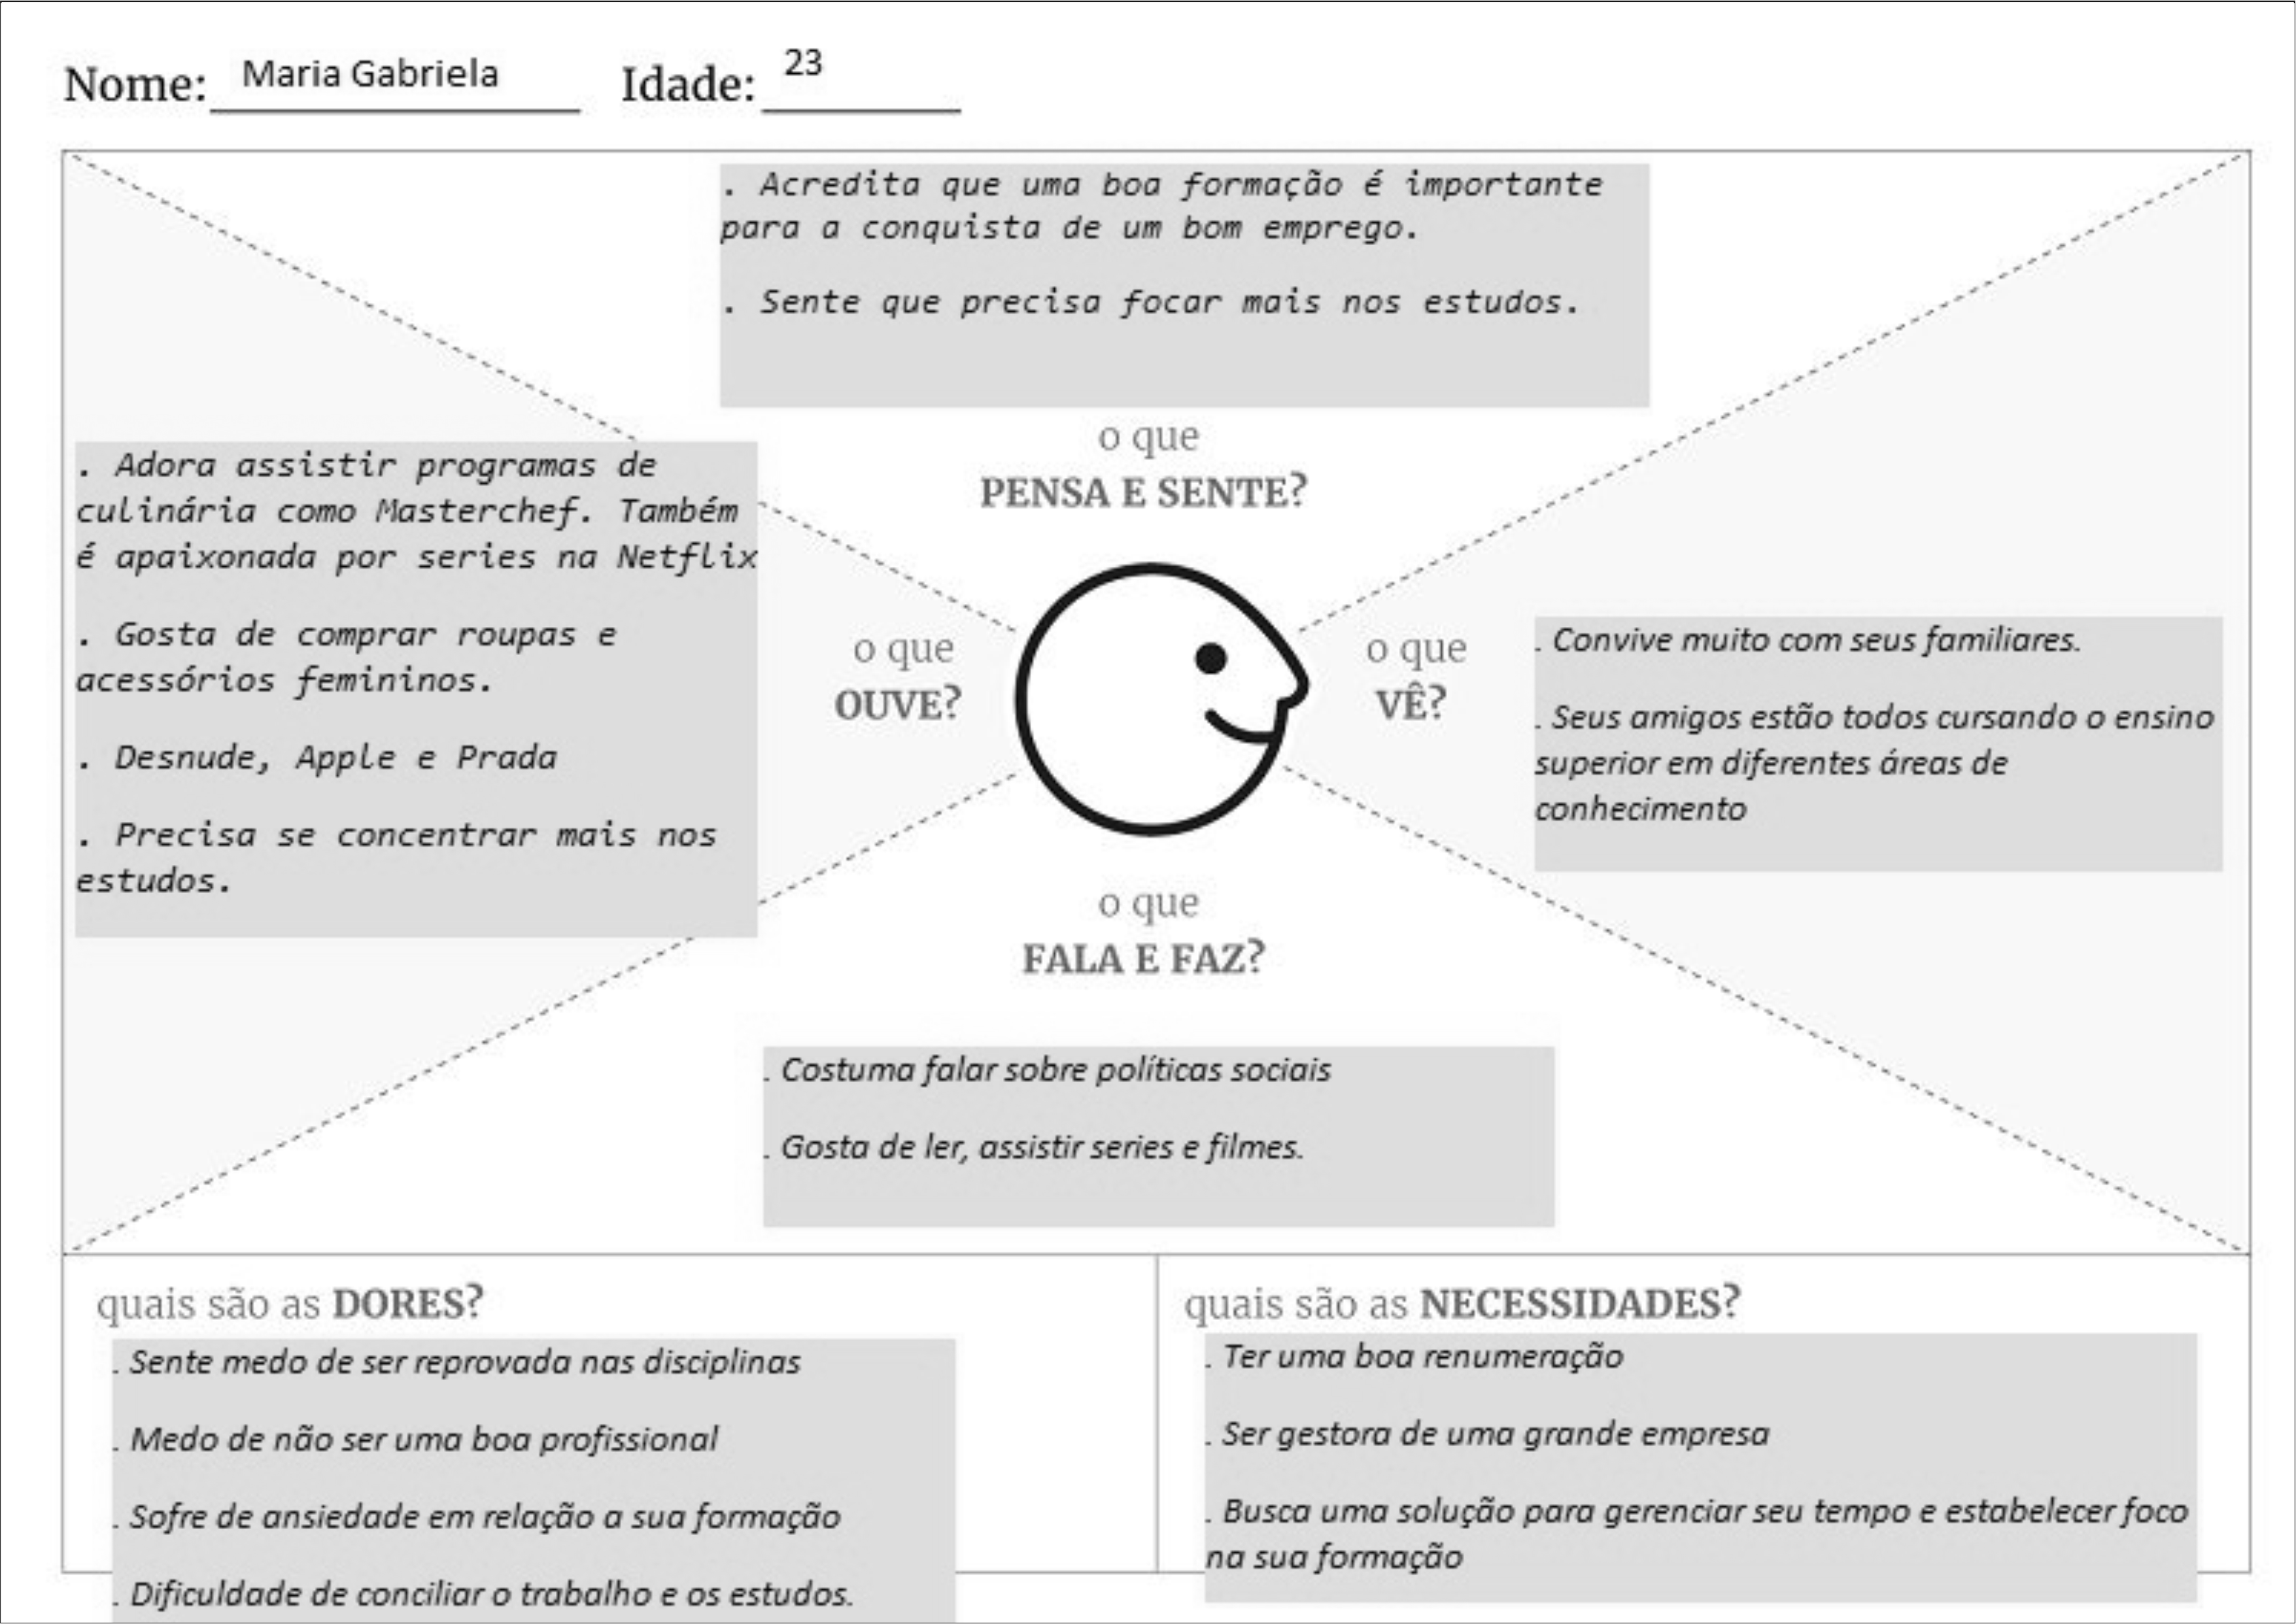 Nome: Maria Gabriela Idade: 23
. Acredita que uma boa formação é importante
para a conquista de um bom emprego.
. Sente que precisa focar mais nos estudos.
o que
PENSA E SENTE?
. Adora assistir programas de
culinária como Masterchef. Também
é apaixonada por series na Netflix
. Gosta de comprar roupas e
acessórios femininos.
. Desnude, Apple e Prada
. Precisa se concentrar mais nos
estudos.
o que
OUVE?
o que
VÊ?
. Convive muito com seus familiares.
. Seus amigos estão todos cursando o ensino
superior em diferentes áreas de
conhecimento
o que
FALA E FAZ?
. Costuma falar sobre políticas sociais
. Gosta de ler, assistir series e filmes.
quais são as DORES?
. Sente medo de ser reprovada nas disciplinas
. Medo de não ser uma boa profissional
. Sofre de ansiedade em relação a sua formação
. Dificuldade de conciliar o trabalho e os estudos.
quais são as NECESSIDADES?
. Ter uma boa renumeração
. Ser gestora de uma grande empresa
. Busca uma solução para gerenciar seu tempo e estabelecer foco
na sua formação